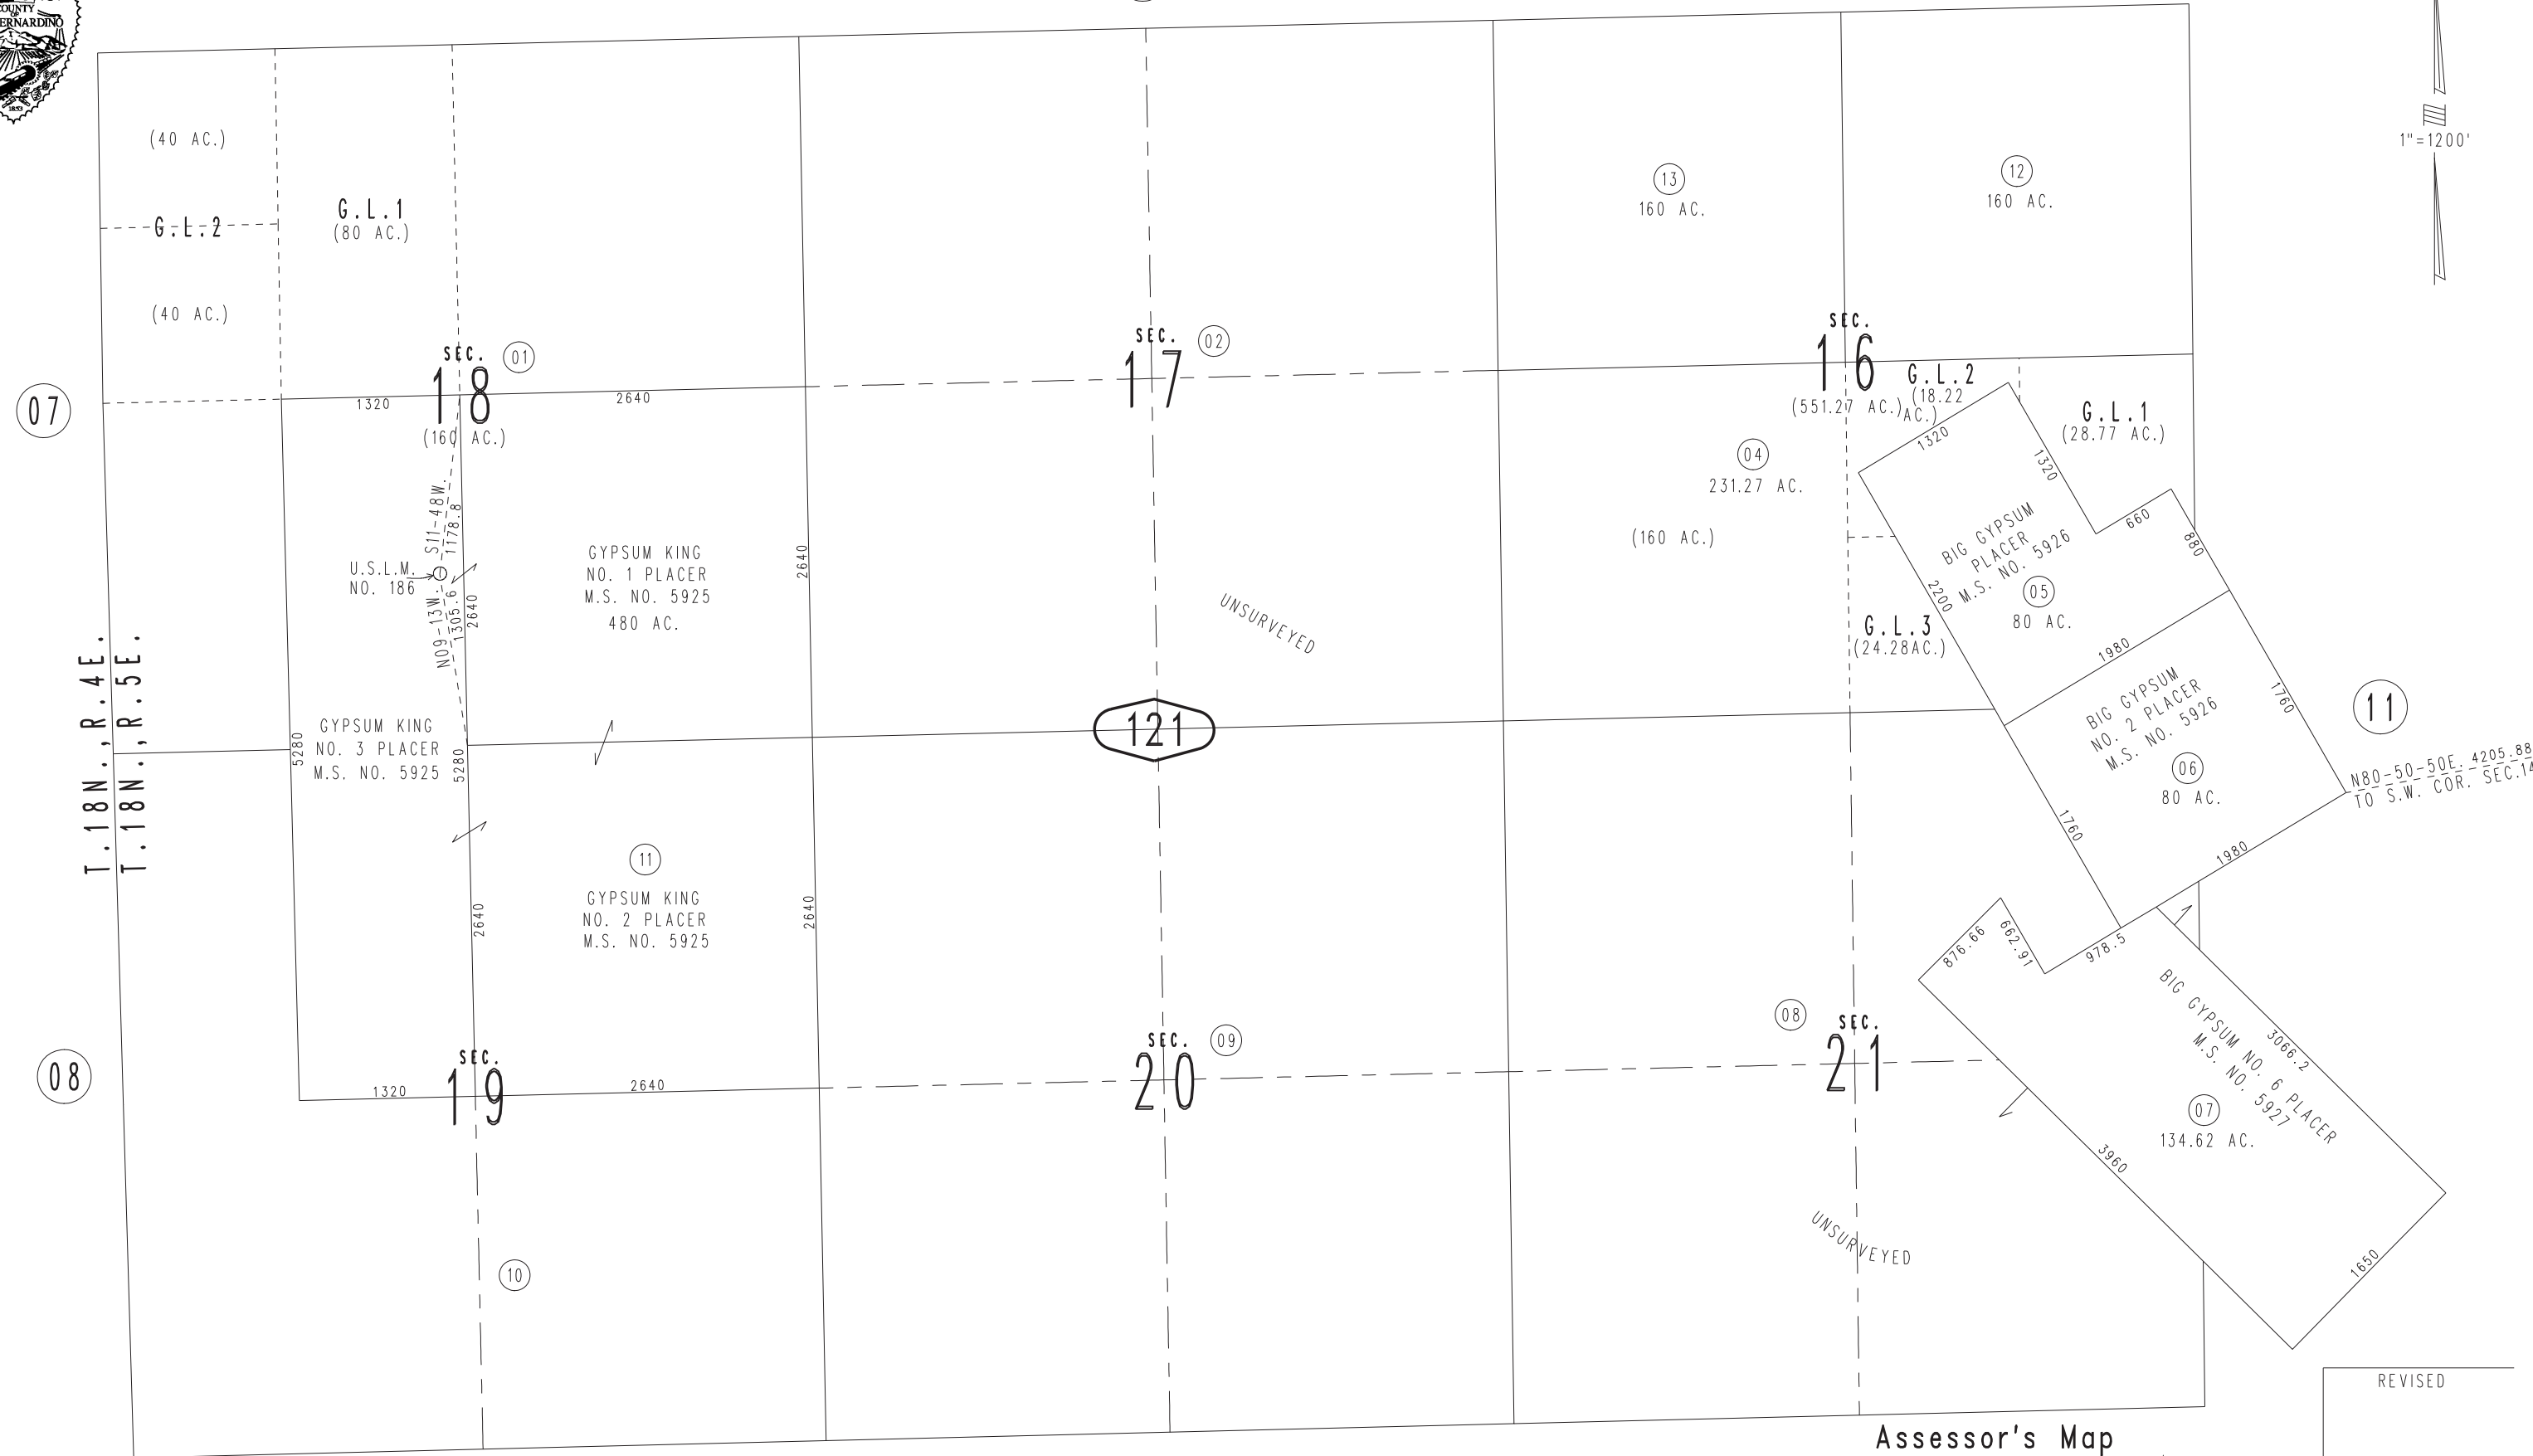 COUNTY
OF
BERNARDINO
1853
(40 AC.)
G.L.2
(40 AC.)
G.L.1
(80 AC.)
SEC.
18
01
(160 AC.)
1320
2640
07
S11-48W.
1178.8
U.S.L.M.
NO. 186
N09-13W.
1305.6
2640
GYPSUM KING
NO. 1 PLACER
M.S. NO. 5925
480 AC.
2640
T.18N.,R.4E.
T.18N.,R.5E.
5280
GYPSUM KING
NO. 3 PLACER
M.S. NO. 5925
5280
11
GYPSUM KING
NO. 2 PLACER
M.S. NO. 5925
2640
2640
08
SEC.
19
1320
2640
10
SEC.
17
02
UNSURVEYED
121
SEC.
20
09
13
160 AC.
12
160 AC.
SEC.
16
(551.27 AC.)
G.L.2
(18.22
AC.)
G.L.1
(28.77 AC.)
04
231.27 AC.
(160 AC.)
G.L.3
(24.28AC.)
1320
1320
660
880
2200
BIG GYPSUM
PLACER
M.S. NO. 5926
05
80 AC.
1980
BIG GYPSUM
NO. 2 PLACER
M.S. NO. 5926
06
80 AC.
1760
1760
1980
11
N80-50-50E. 4205.88
TO S.W. COR. SEC.14
876.66
662.91
978.5
08
SEC.
21
BIG GYPSUM NO. 6 PLACER
M.S. NO. 5927
07
134.62 AC.
3066.2
3960
1650
UNSURVEYED
1"=1200'
REVISED
Assessor's Map